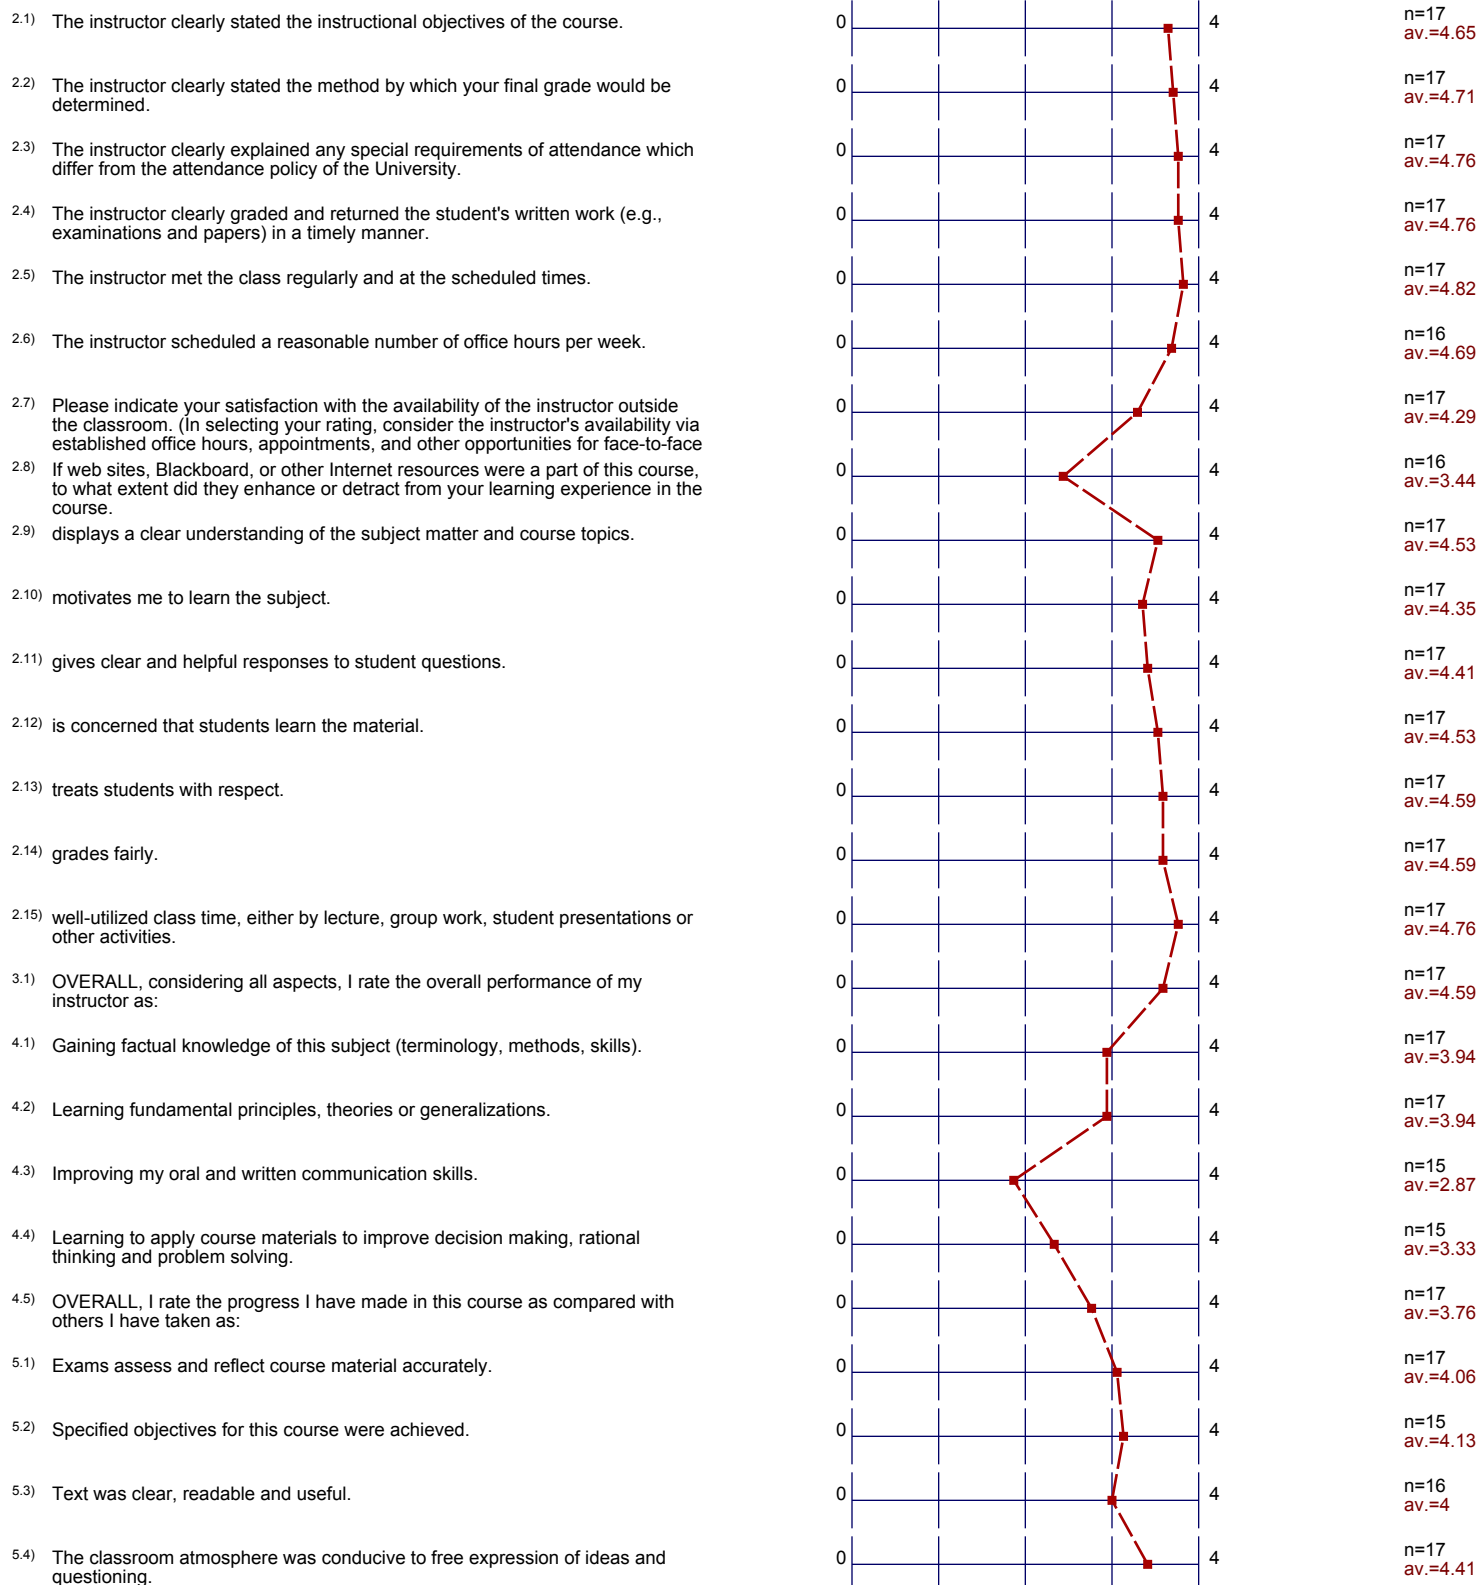 2.1) The instructor clearly stated the instructional objectives of the course. 0 4 n=17
av.=4.65
2.2) The instructor clearly stated the method by which your final grade would be 0 4 n=17
determined. av.=4.71
2.3) The instructor clearly explained any special requirements of attendance which 0 4 n=17
differ from the attendance policy of the University. av.=4.76
2.4) The instructor clearly graded and returned the student's written work (e.g., 0 4 n=17
examinations and papers) in a timely manner. av.=4.76
2.5) The instructor met the class regularly and at the scheduled times. 0 4 n=17
av.=4.82
2.6) The instructor scheduled a reasonable number of office hours per week. 0 4 n=16
av.=4.69
2.7) Please indicate your satisfaction with the availability of the instructor outside 0 4 n=17
the classroom. (In selecting your rating, consider the instructor's availability via av.=4.29
established office hours, appointments, and other opportunities for face-to-face
2.8) If web sites, Blackboard, or other Internet resources were a part of this course, 0 4 n=16
to what extent did they enhance or detract from your learning experience in the av.=3.44
course.
2.9) displays a clear understanding of the subject matter and course topics. 0 4 n=17
av.=4.53
2.10) motivates me to learn the subject. 0 4 n=17
av.=4.35
2.11) gives clear and helpful responses to student questions. 0 4 n=17
av.=4.41
2.12) is concerned that students learn the material. 0 4 n=17
av.=4.53
2.13) treats students with respect. 0 4 n=17
av.=4.59
2.14) grades fairly. 0 4 n=17
av.=4.59
2.15) well-utilized class time, either by lecture, group work, student presentations or 0 4 n=17
other activities. av.=4.76
3.1) OVERALL, considering all aspects, I rate the overall performance of my 0 4 n=17
instructor as: av.=4.59
4.1) Gaining factual knowledge of this subject (terminology, methods, skills). 0 4 n=17
av.=3.94
4.2) Learning fundamental principles, theories or generalizations. 0 4 n=17
av.=3.94
4.3) Improving my oral and written communication skills. 0 4 n=15
av.=2.87
4.4) Learning to apply course materials to improve decision making, rational 0 4 n=15
thinking and problem solving. av.=3.33
4.5) OVERALL, I rate the progress I have made in this course as compared with 0 4 n=17
others I have taken as: av.=3.76
5.1) Exams assess and reflect course material accurately. 0 4 n=17
av.=4.06
5.2) Specified objectives for this course were achieved. 0 4 n=15
av.=4.13
5.3) Text was clear, readable and useful. 0 4 n=16
av.=4
5.4) The classroom atmosphere was conducive to free expression of ideas and 0 4 n=17
questioning. av.=4.41